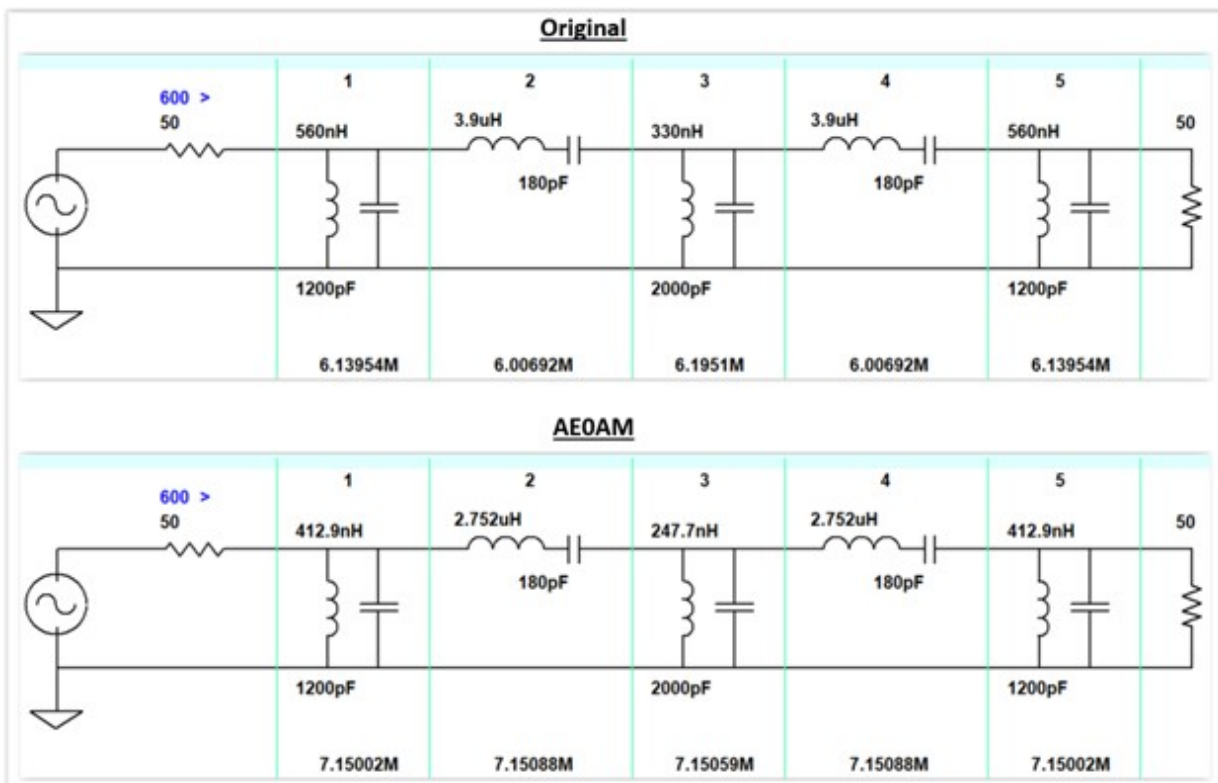 Original
1 2 3 4 5
600 >
50 560nH 3.9uH 330nH 3.9uH 560nH 50
180pF 180pF
1200pF 2000pF 1200pF
6.13954M 6.00692M 6.1951M 6.00692M 6.13954M
AE0AM
1 2 3 4 5
600 >
50 412.9nH 2.752uH 247.7nH 2.752uH 412.9nH 50
180pF 180pF
1200pF 2000pF 1200pF
7.15002M 7.15088M 7.15059M 7.15088M 7.15002M